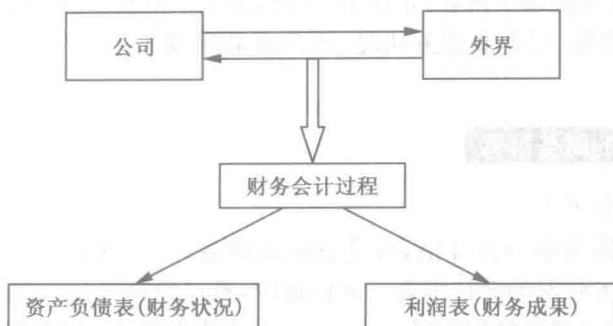 公司
外界
财务会计过程
资产负债表(财务状况)
利润表(财务成果)